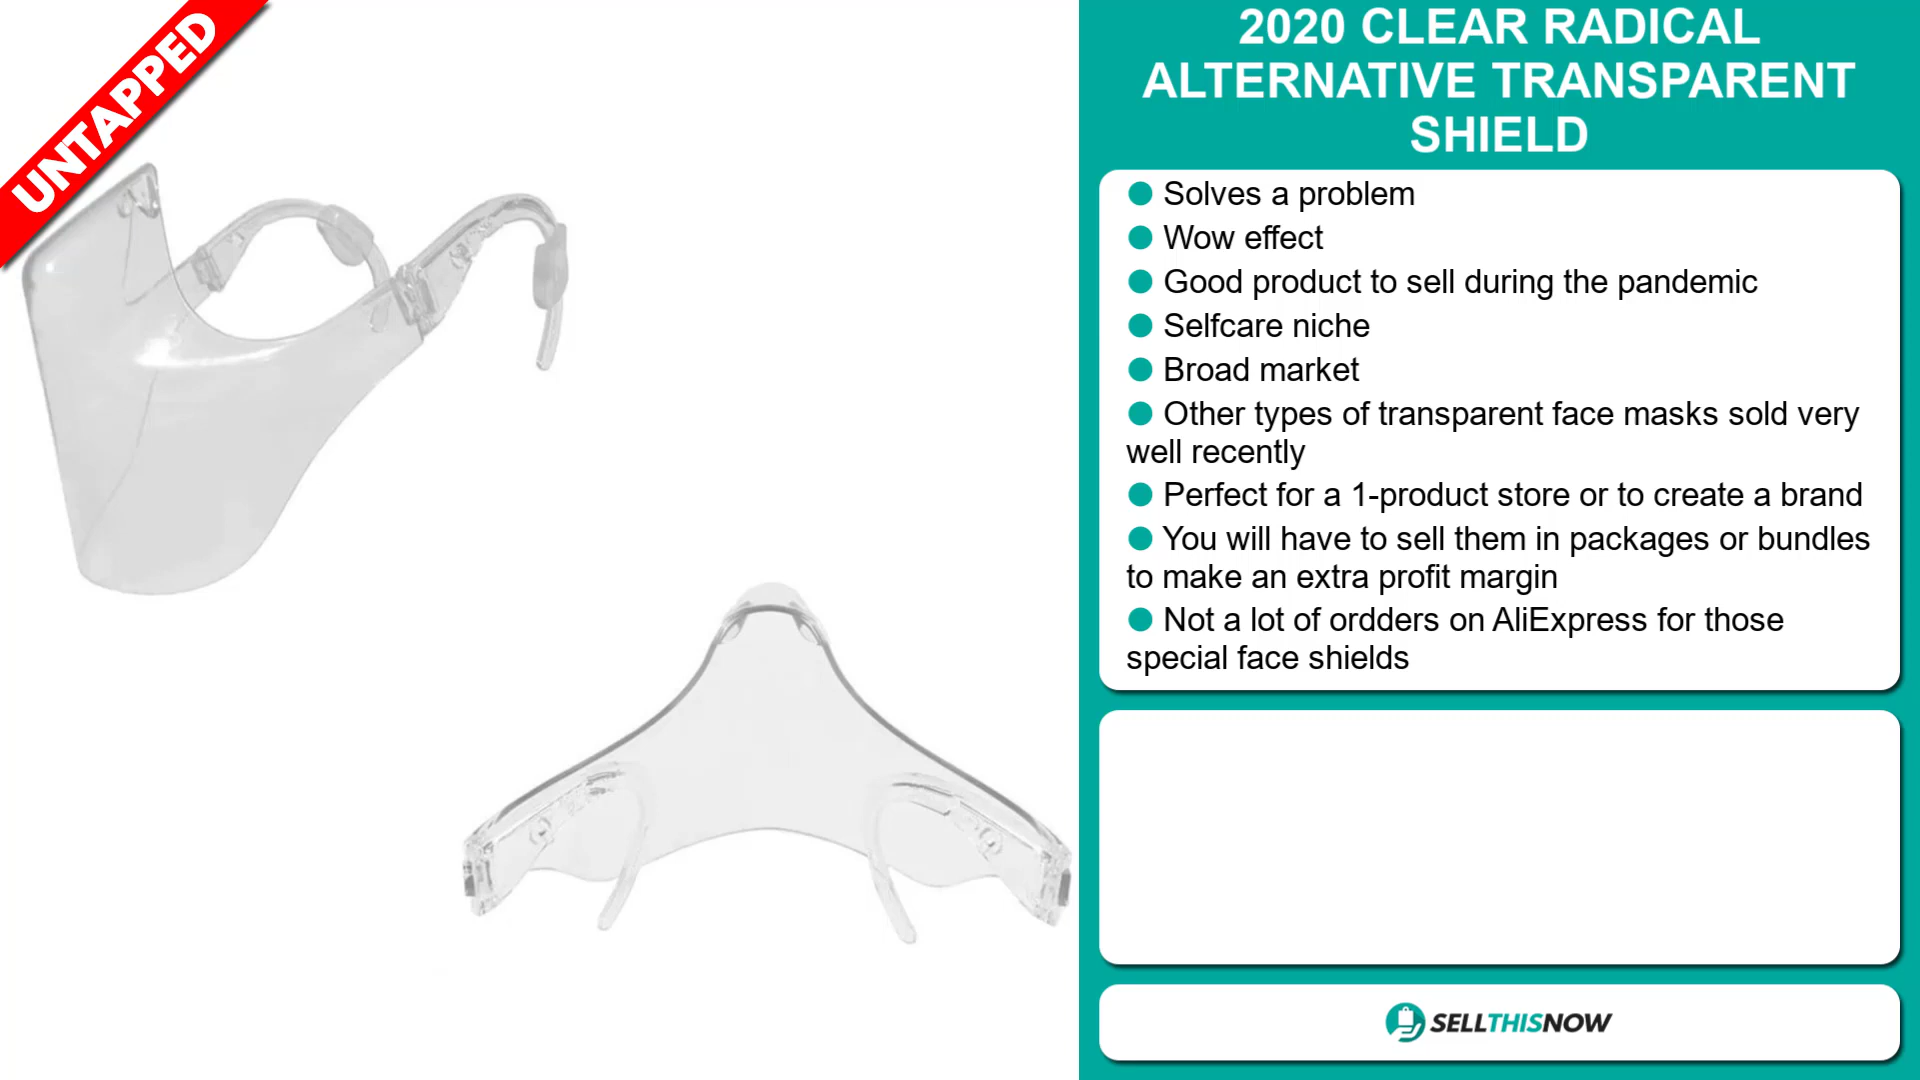 UNTAPPED
2020 CLEAR RADICAL
ALTERNATIVE TRANSPARENT
SHIELD
● Solves a problem
● Wow effect
● Good product to sell during the pandemic
● Selfcare niche
● Broad market
● Other types of transparent face masks sold very
well recently
● Perfect for a 1-product store or to create a brand
● You will have to sell them in packages or bundles
to make an extra profit margin
● Not a lot of ordders on AliExpress for those
special face shields
SELLTHISNOW